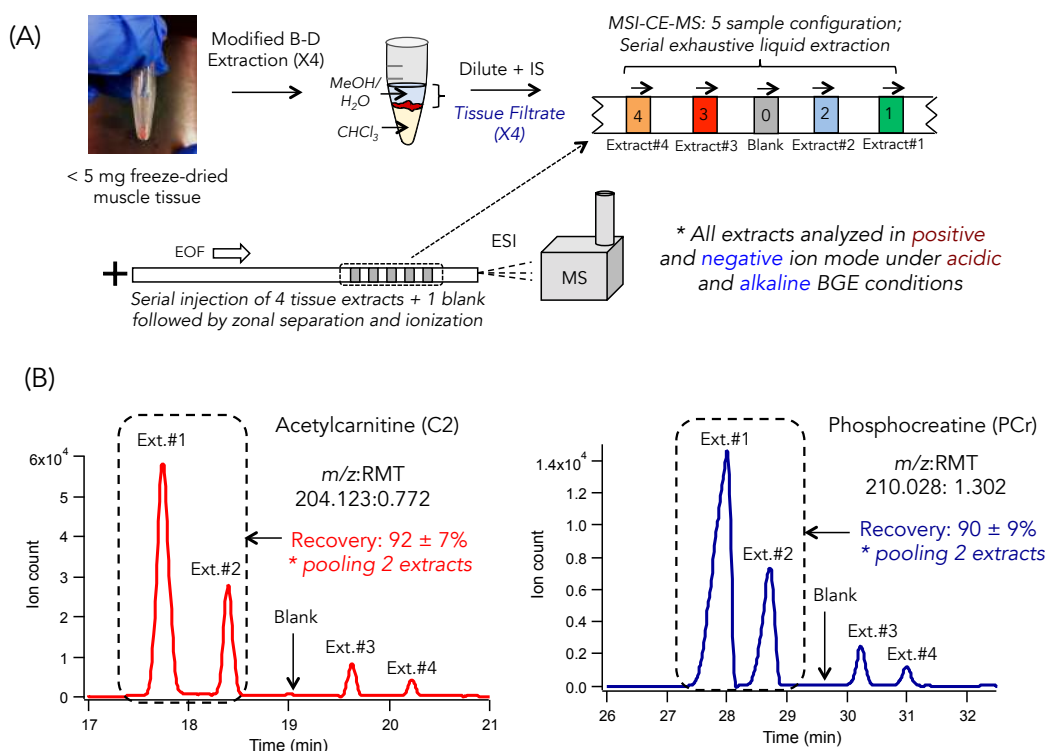 (A)
Modified B-D
Extraction (X4)
MeOH/
H2O
CHCl3
Dilute + IS
Tissue Filtrate
(X4)
MSI-CE-MS: 5 sample configuration;
Serial exhaustive liquid extraction
4 3 0 2 1
Extract#4 Extract#3 Blank Extract#2 Extract#1
< 5 mg freeze-dried
muscle tissue
EOF
ESI
MS
+
Serial injection of 4 tissue extracts + 1 blank
followed by zonal separation and ionization
* All extracts analyzed in positive
and negative ion mode under acidic
and alkaline BGE conditions
(B)
Acetylcarnitine (C2)
Ext.#1
m/z:RMT
204.123:0.772
Recovery: 92 ± 7%
* pooling 2 extracts
Ext.#2
Blank
Ext.#3
Ext.#4
Ion count
6x10^4
5
4
3
2
1
0
17 18 19 20 21
Time (min)
Phosphocreatine (PCr)
Ext.#1
m/z:RMT
210.028: 1.302
Recovery: 90 ± 9%
* pooling 2 extracts
Ext.#2
Blank
Ext.#3
Ext.#4
Ion count
1.4x10^4
1.2
1.0
0.8
0.6
0.4
0.2
0.0
26 27 28 29 30 31 32
Time (min)